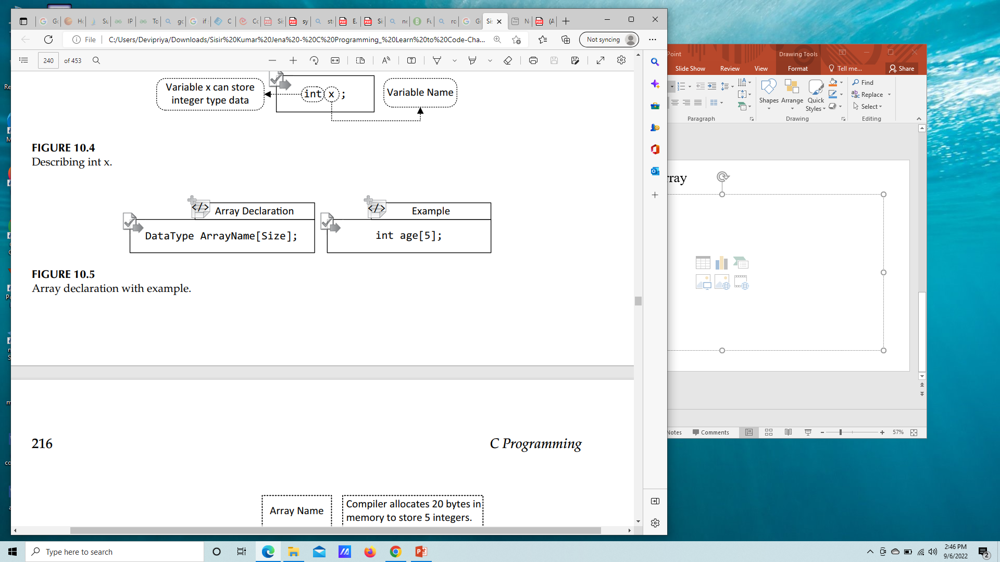 Not syncing
File
C:/Users/Devipriya/Downloads/Sisir%20Kumar%20Jena%20-%20C%20Programming_%20Learn%20to%20Code-Cha...
240
of 453
Variable x can store
integer type data
int x ;
Variable Name
FIGURE 10.4
Describing int x.
Array Declaration
DataType ArrayName[Size];
Example
int age[5];
FIGURE 10.5
Array declaration with example.
216
C Programming
Array Name
Compiler allocates 20 bytes in
memory to store 5 integers.
Point
Drawing Tools
Slide Show
Review
View
Format
Tell me...
Share
Shapes
Arrange
Quick
Styles
Find
Replace
Select
Paragraph
Drawing
Editing
rray
Notes
Comments
57%
Type here to search
2:46 PM
9/6/2022
2